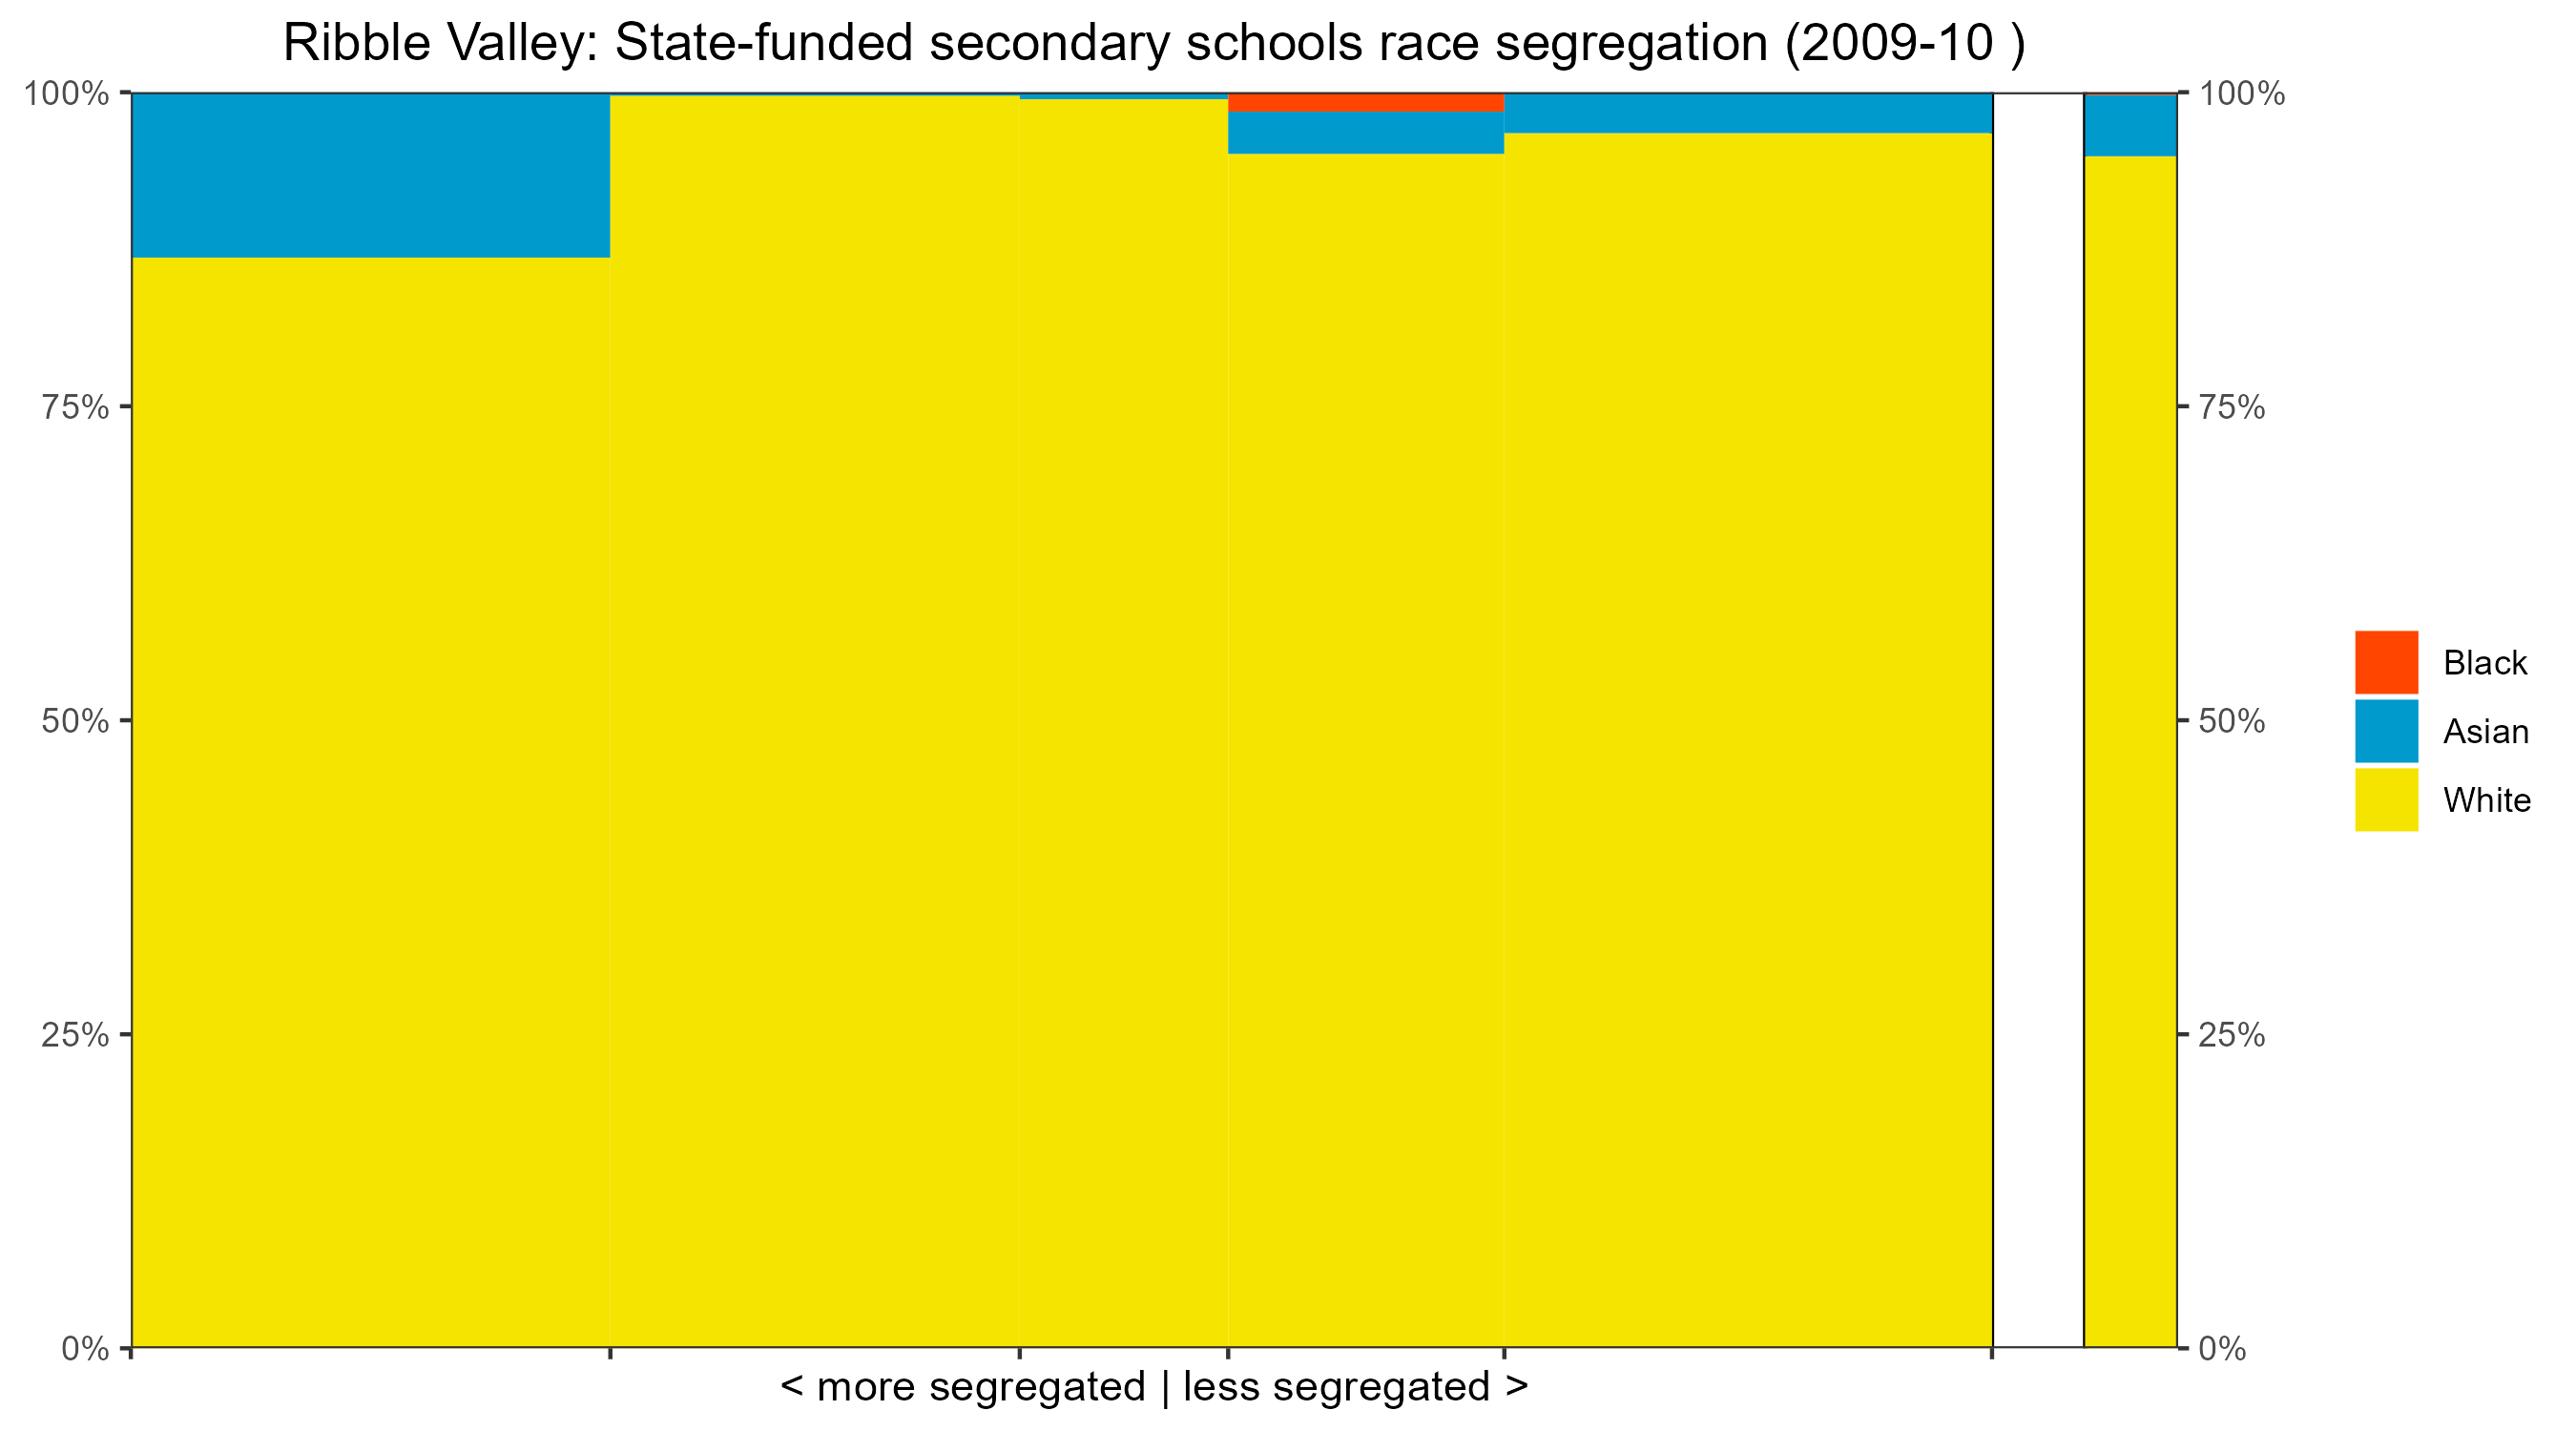 Ribble Valley: State-funded secondary schools race segregation (2009-10 )
100%
75%
50%
25%
0%
100%
75%
50%
25%
0%
< more segregated | less segregated >
Black
Asian
White